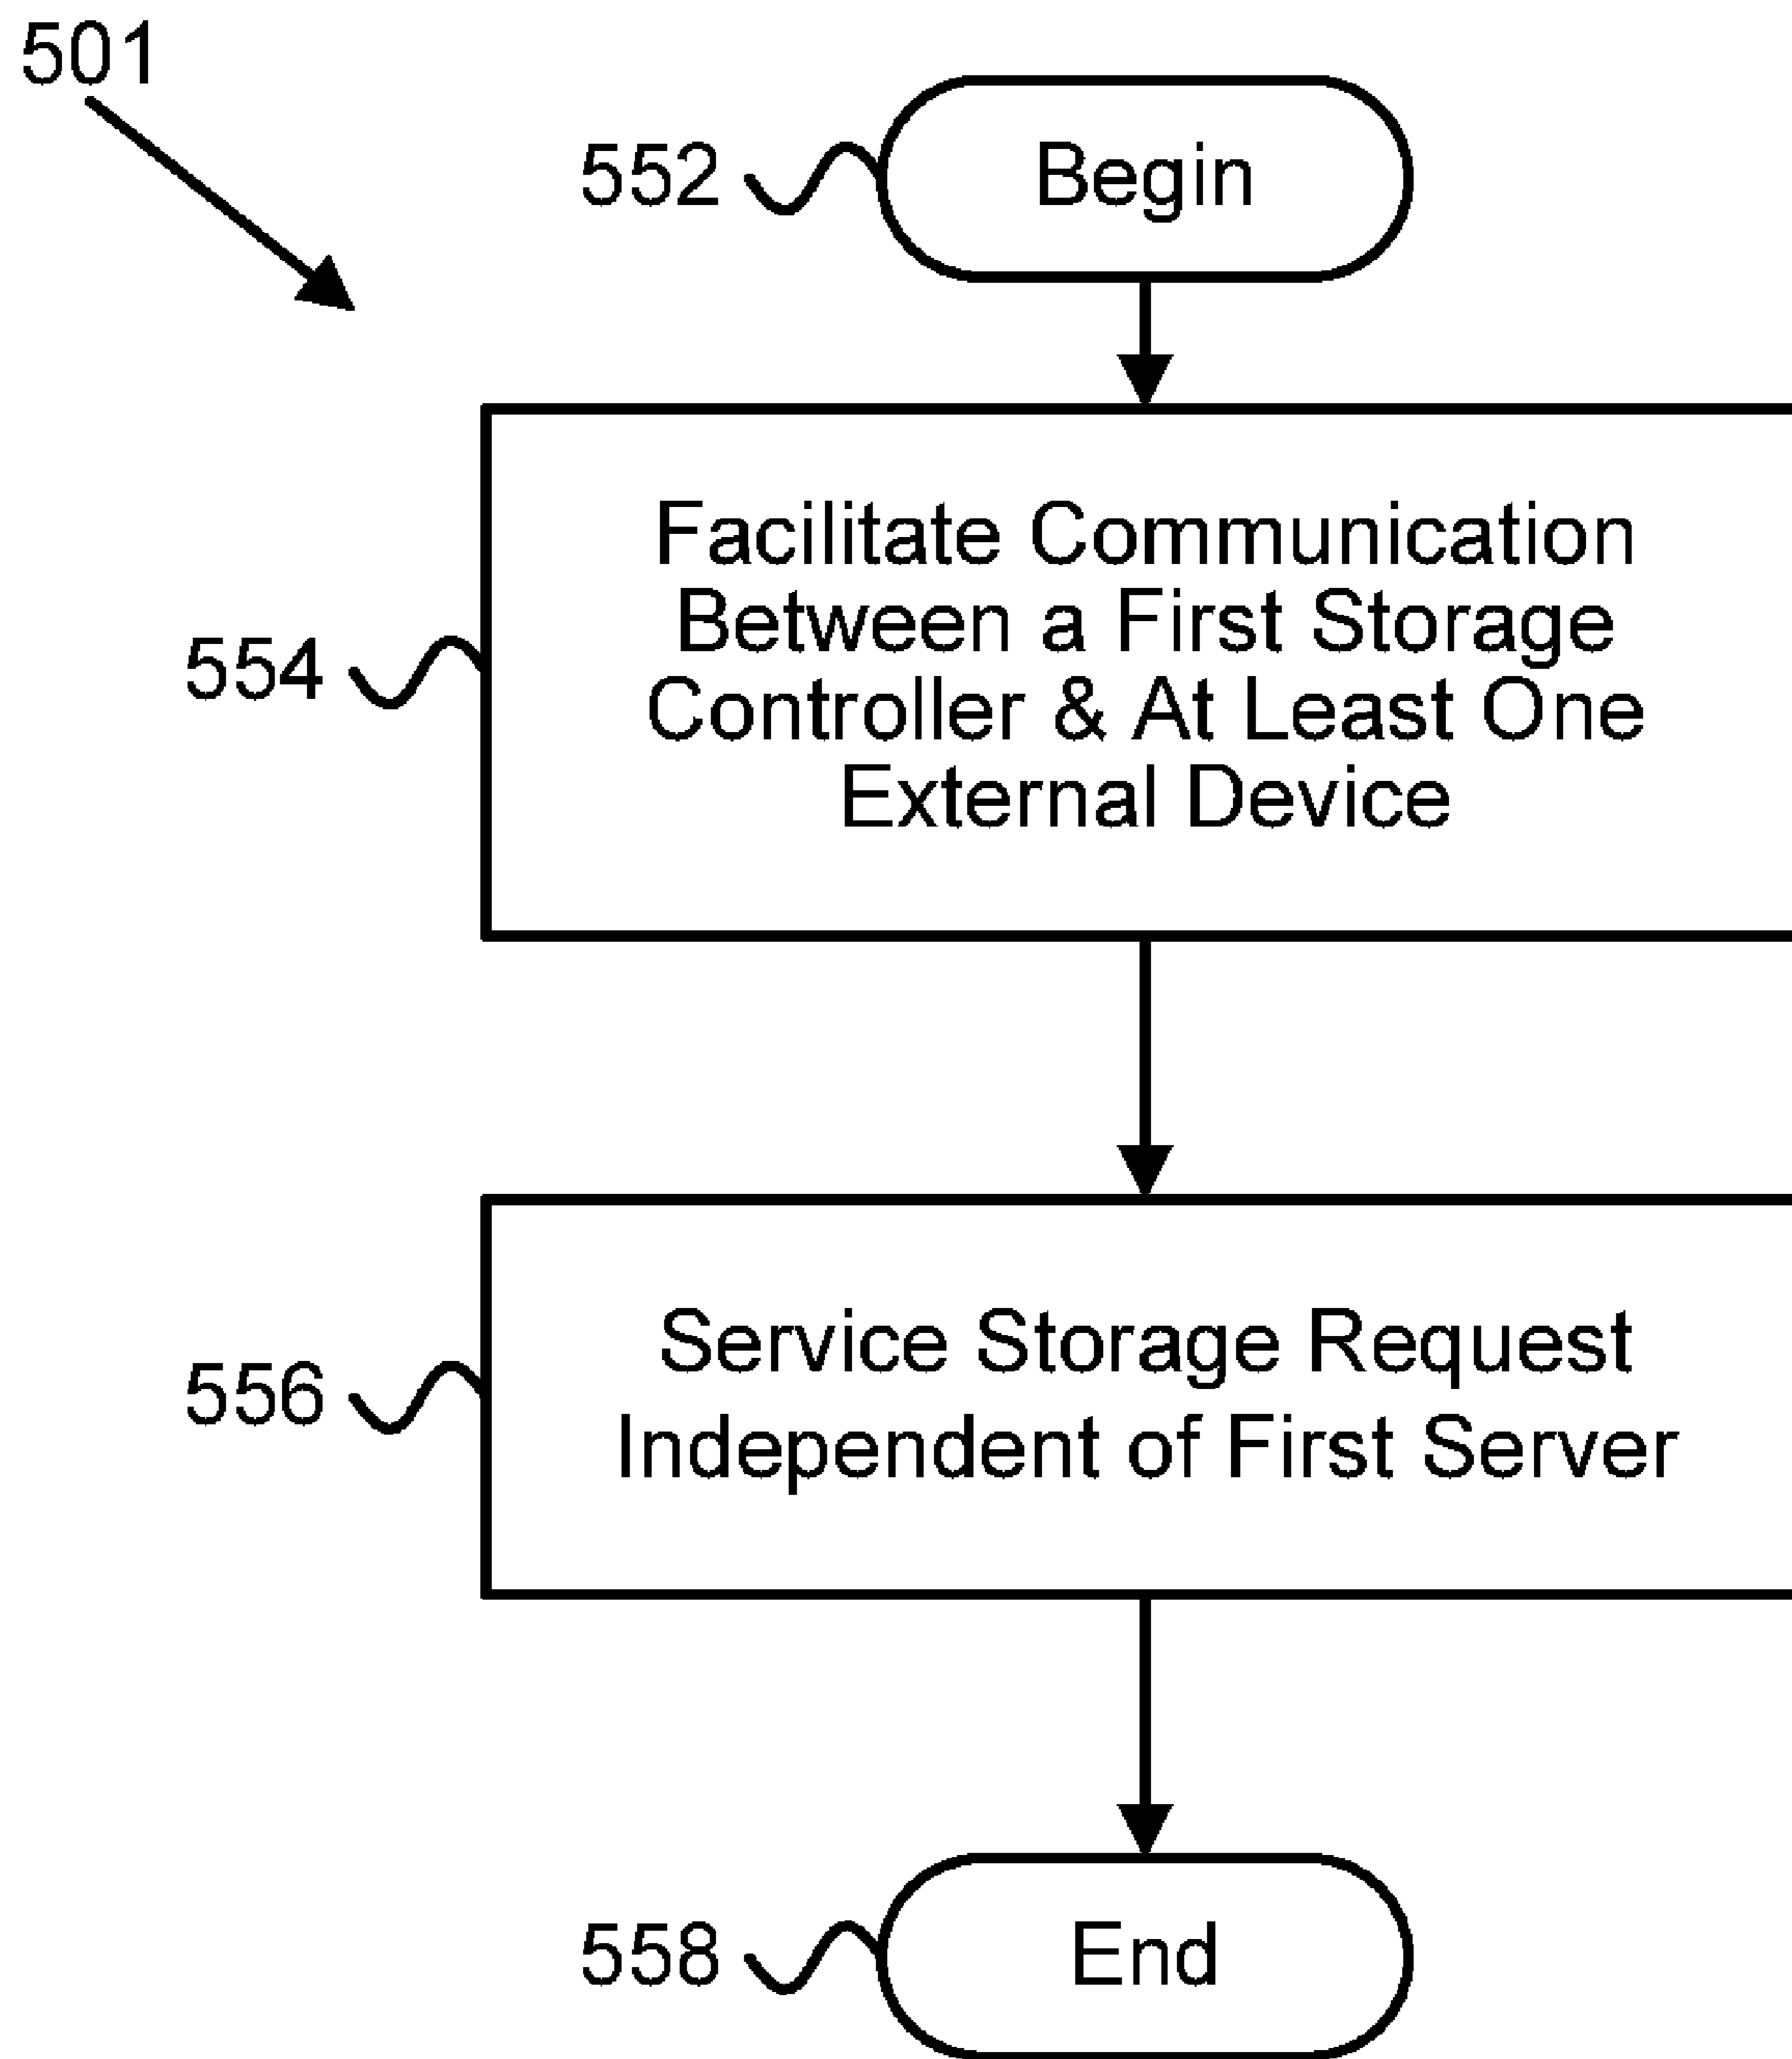 501
552
Begin
Facilitate Communication
Between a First Storage
Controller & At Least One
External Device
554
Service Storage Request
Independent of First Server
556
558
End